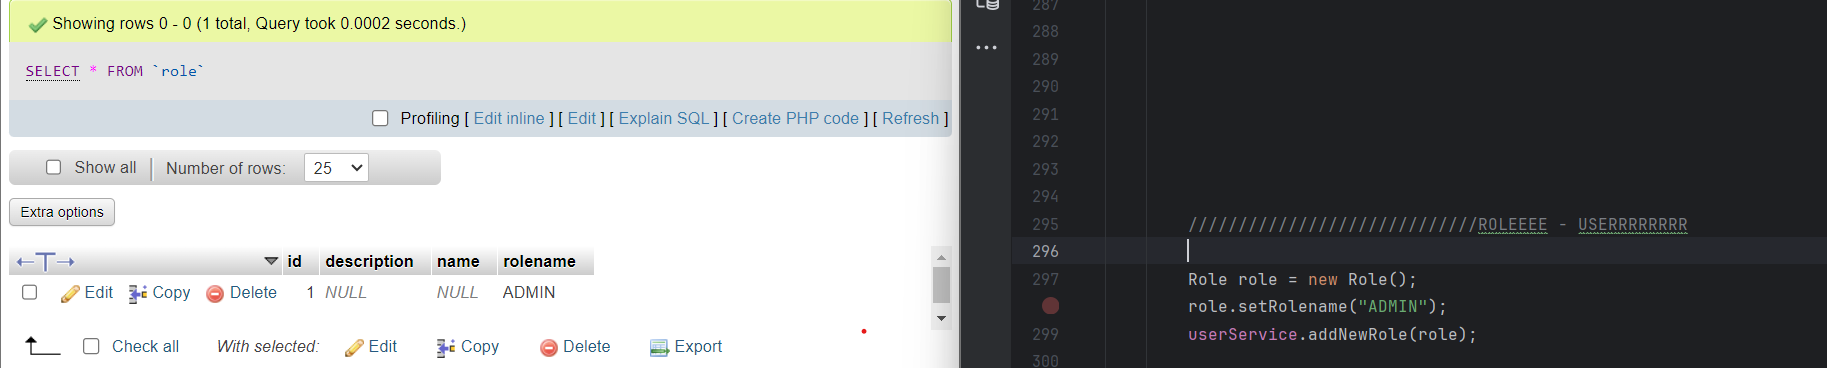 Showing rows 0 - 0 (1 total, Query took 0.0002 seconds.)
SELECT * FROM `role`
Profiling [ Edit inline ] [ Edit ] [ Explain SQL ] [ Create PHP code ] [ Refresh ]
Show all Number of rows: 25
Extra options
id description name rolename
Edit Copy Delete 1 NULL NULL ADMIN
Check all With selected: Edit Copy Delete Export
287
288
289
290
291
292
293
294
295 /////////////////////////////ROLEEEE - USERRRRRRRR
296
297 Role role = new Role();
role.setRolename("ADMIN");
299 userService.addNewRole(role);
300